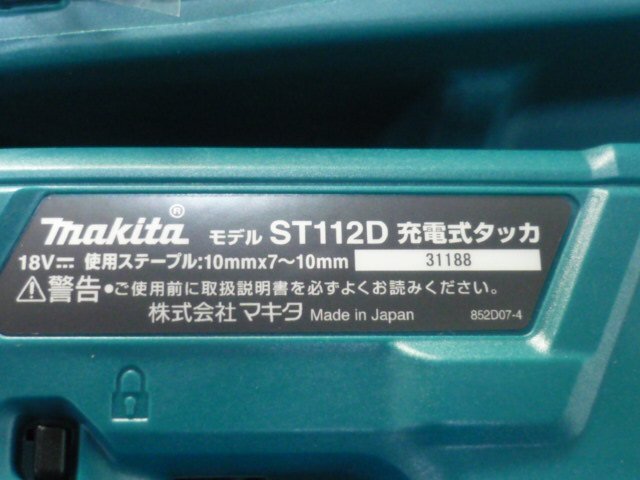 makita® モデル ST112D 充電式タッカ
18V⎓ 使用ステープル:10mmx7〜10mm 31188
⚠警告●ご使用前に取扱説明書を必ずよくお読みください。
株式会社マキタ Made in Japan 852D07-4